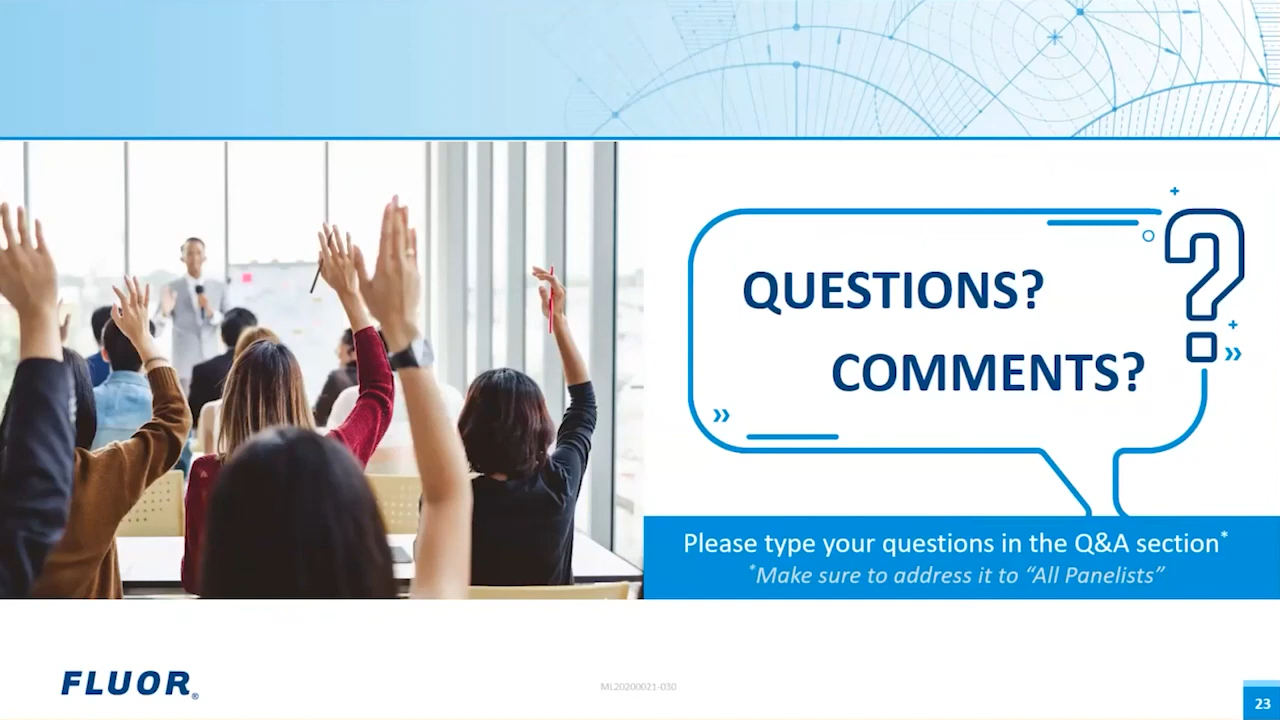 QUESTIONS?
COMMENTS?
Please type your questions in the Q&A section*
*Make sure to address it to “All Panelists”
FLUOR®
ML20200021-030
23